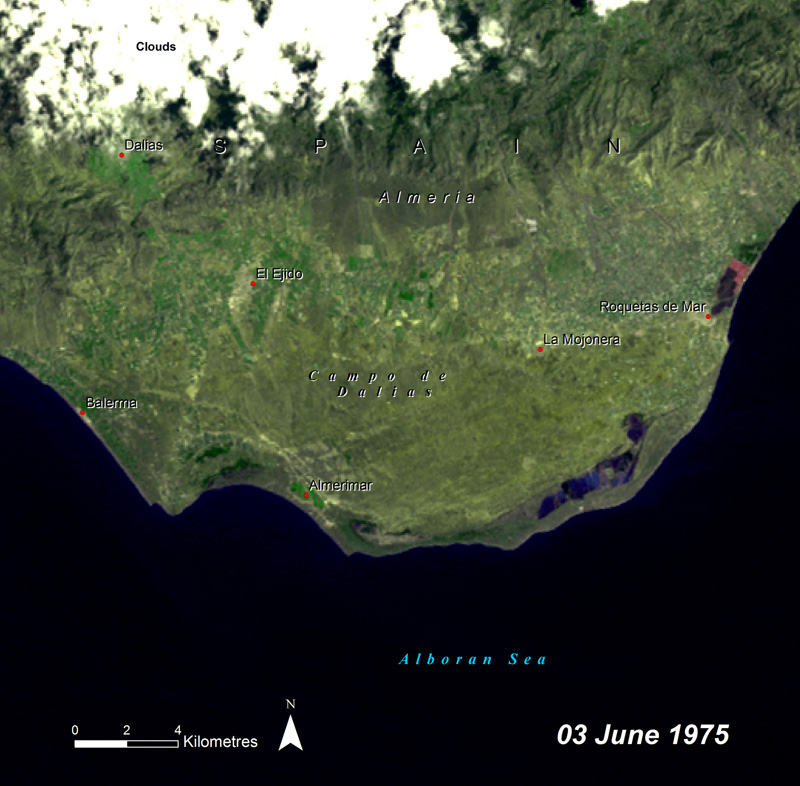 Clouds
Dalias
S P A I N
Almeria
El Ejido
Roquetas de Mar
La Mojonera
Campo de
Dalias
Balerma
Almerimar
Alboran Sea
N
0 2 4
Kilometres
03 June 1975